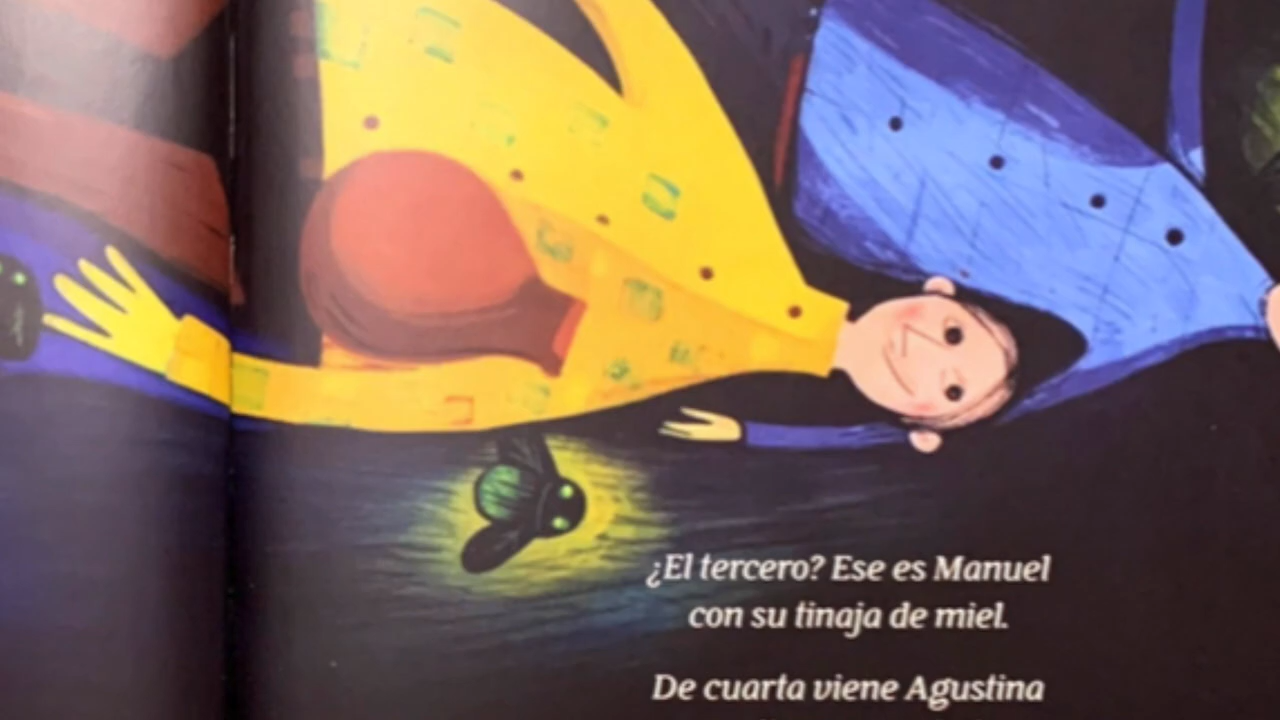 ¿El tercero? Ese es Manuel
con su tinaja de miel.
De cuarta viene Agustina